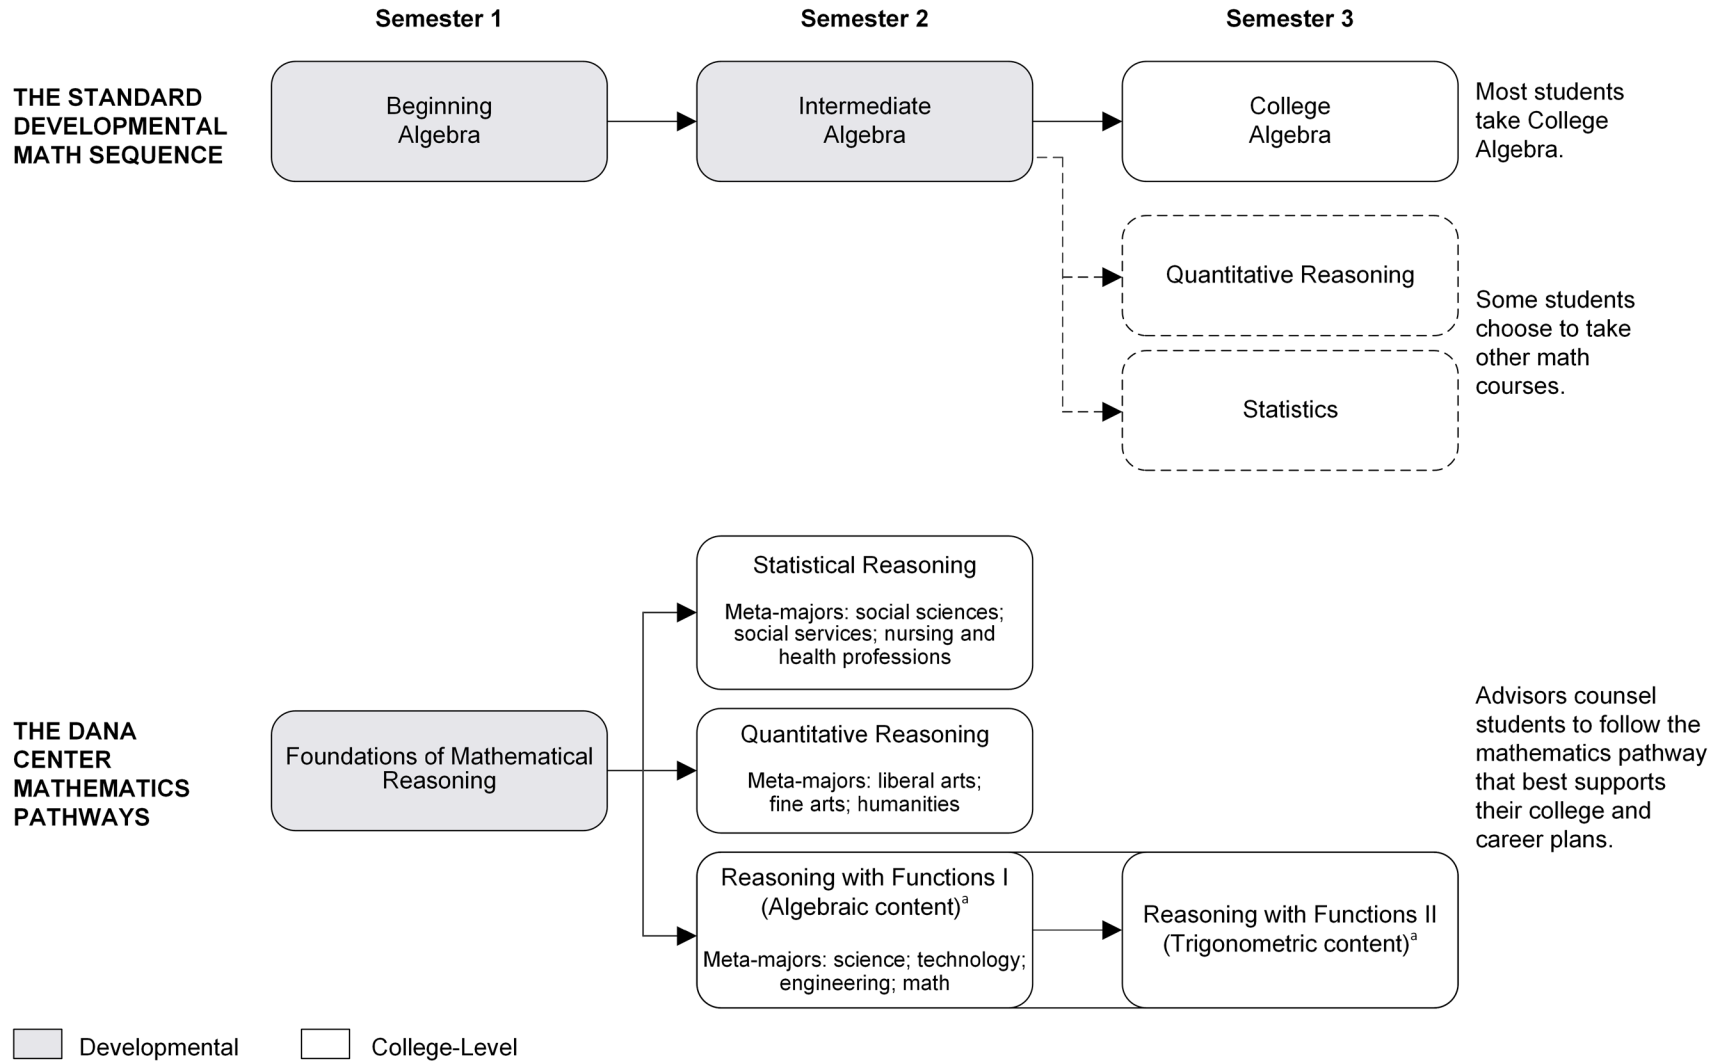 Semester 1
Semester 2
Semester 3
THE STANDARD
DEVELOPMENTAL
MATH SEQUENCE
Beginning
Algebra
Intermediate
Algebra
College
Algebra
Most students
take College
Algebra.
Quantitative Reasoning
Statistics
Some students
choose to take
other math
courses.
THE DANA
CENTER
MATHEMATICS
PATHWAYS
Foundations of Mathematical
Reasoning
Statistical Reasoning
Meta-majors: social sciences;
social services; nursing and
health professions
Quantitative Reasoning
Meta-majors: liberal arts;
fine arts; humanities
Reasoning with Functions I
(Algebraic content)ᵃ
Meta-majors: science; technology;
engineering; math
Reasoning with Functions II
(Trigonometric content)ᵃ
Advisors counsel
students to follow the
mathematics pathway
that best supports
their college and
career plans.
Developmental
College-Level